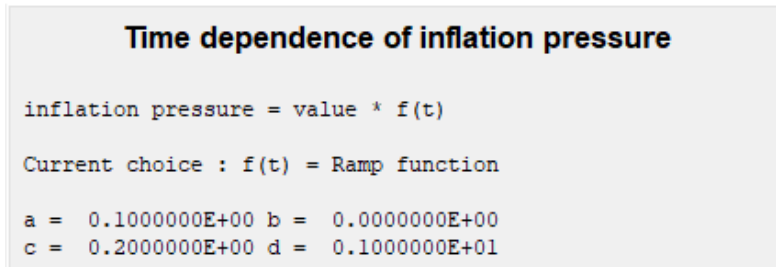 Time dependence of inflation pressure
inflation pressure = value * f(t)
Current choice : f(t) = Ramp function
a =  0.1000000E+00 b =  0.0000000E+00
c =  0.2000000E+00 d =  0.1000000E+01